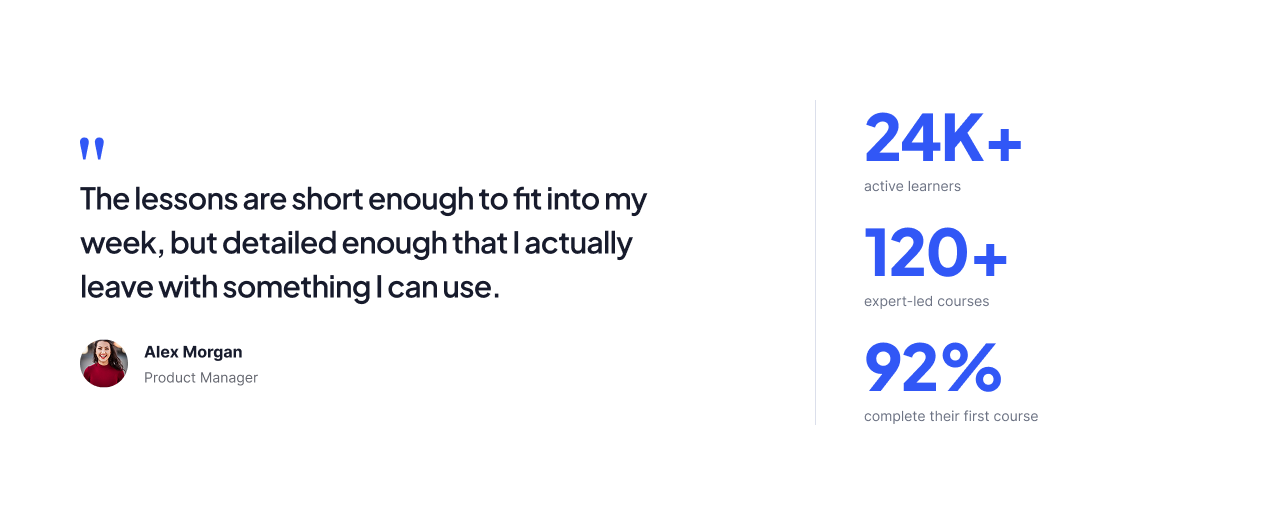 "
The lessons are short enough to fit into my
week, but detailed enough that I actually
leave with something I can use.
Alex Morgan
Product Manager
24K+
active learners
120+
expert-led courses
92%
complete their first course